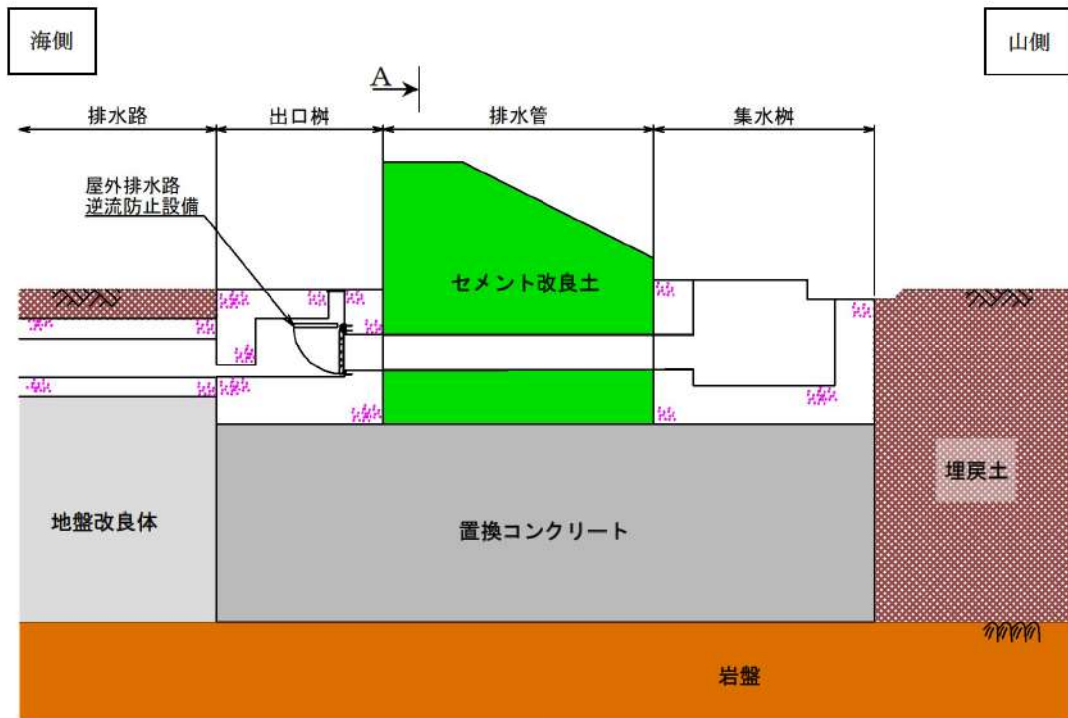 海側
山側
A
排水路
出口桝
排水管
集水桝
屋外排水路
逆流防止設備
セメント改良土
埋戻土
地盤改良体
置換コンクリート
岩盤